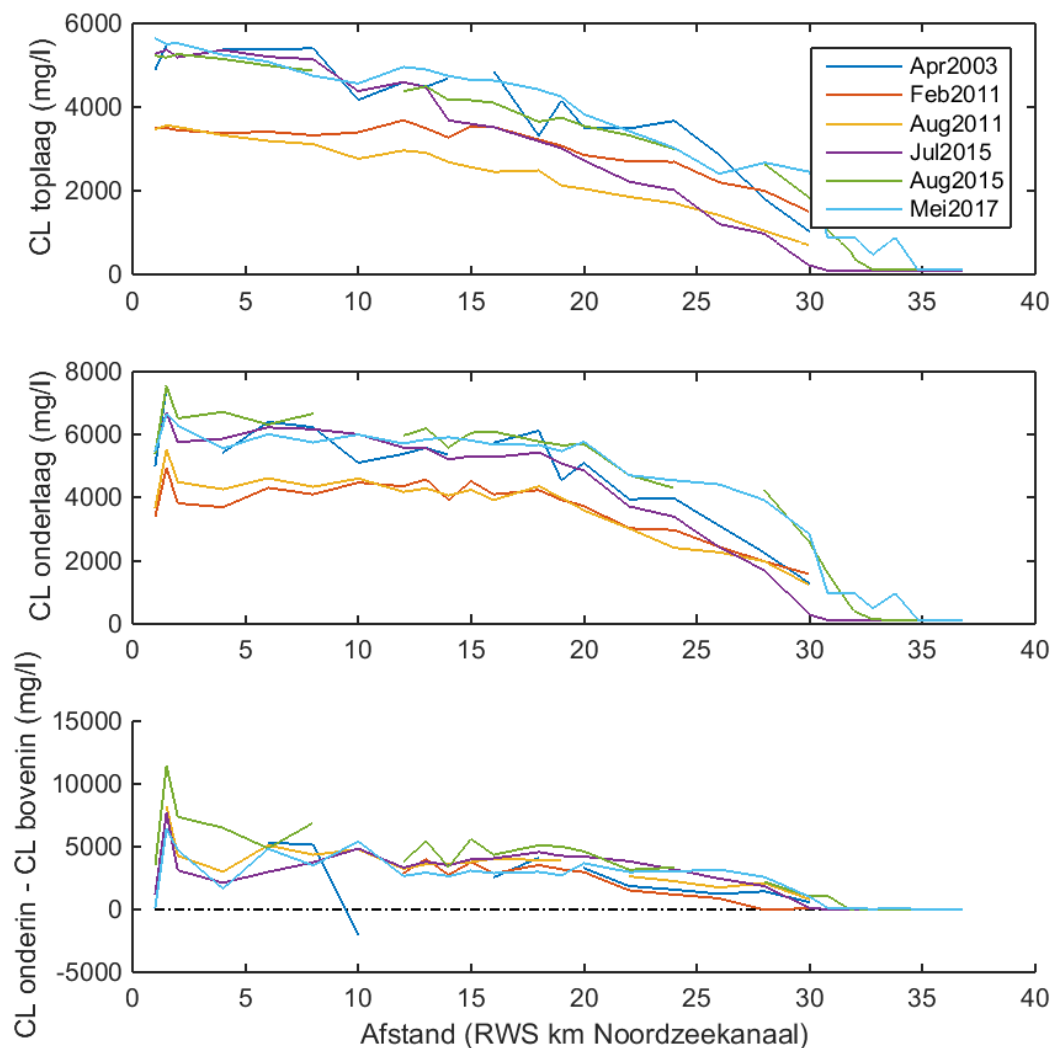 CL toplaag (mg/l)
6000
4000
2000
0
0 5 10 15 20 25 30 35 40
Apr2003
Feb2011
Aug2011
Jul2015
Aug2015
Mei2017
CL onderlaag (mg/l)
8000
6000
4000
2000
0
0 5 10 15 20 25 30 35 40
CL onderin - CL bovenin (mg/l)
15000
10000
5000
0
-5000
0 5 10 15 20 25 30 35 40
Afstand (RWS km Noordzeekanaal)